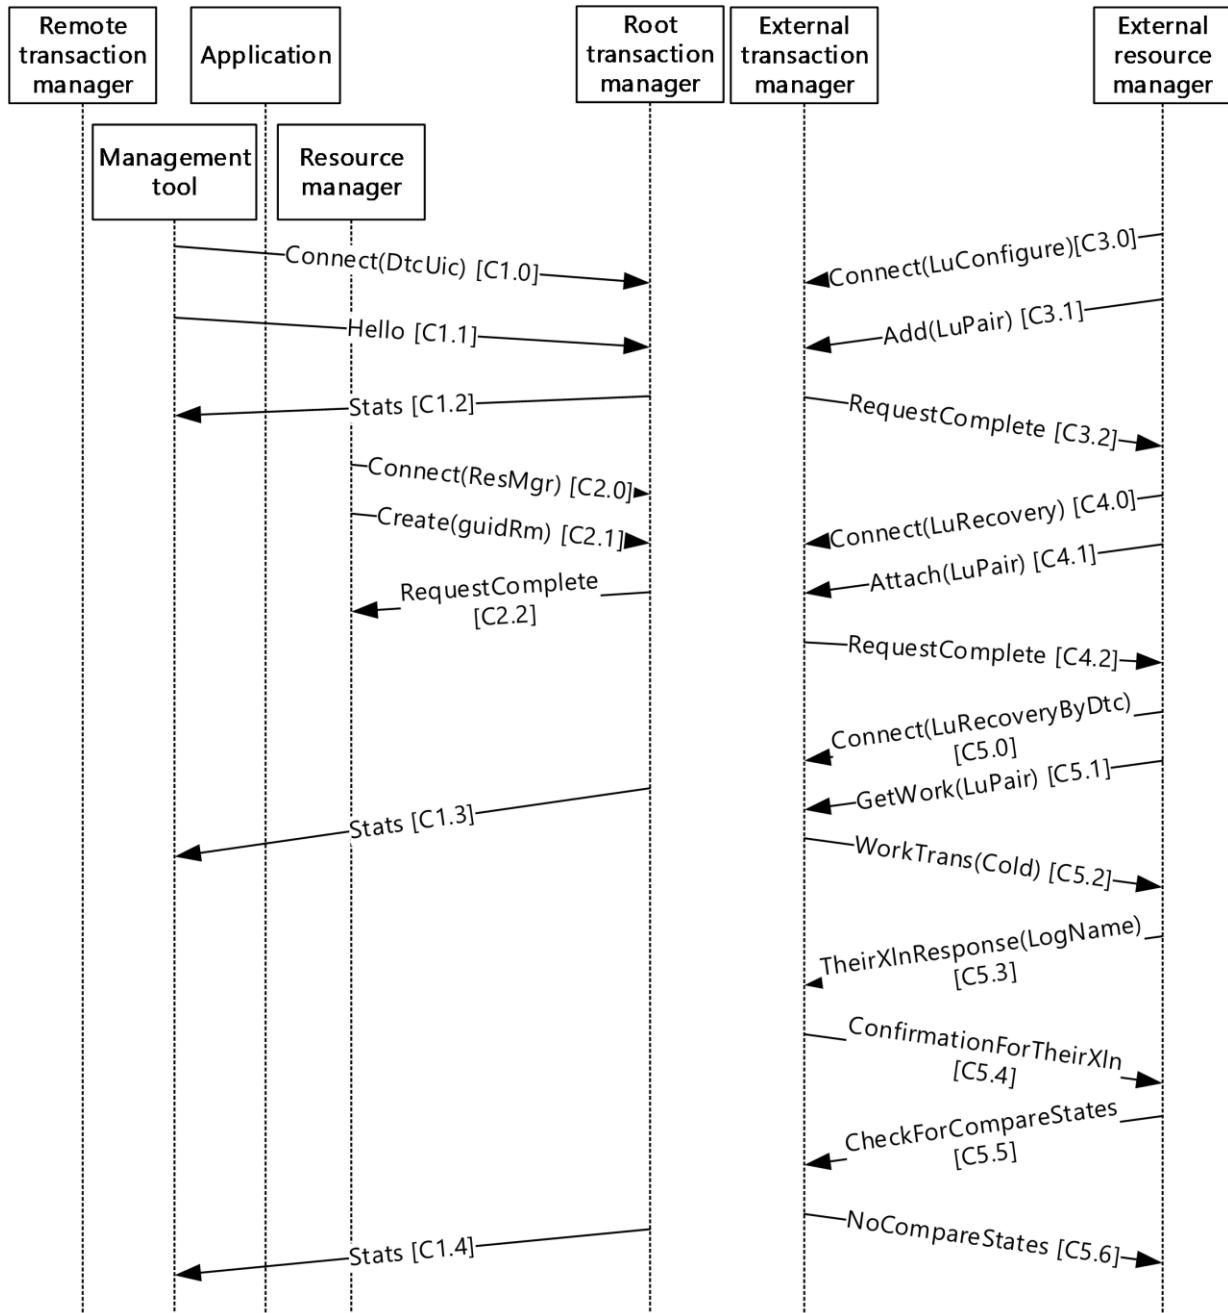 Remote
transaction
manager
Application
Root
transaction
manager
External
transaction
manager
External
resource
manager
Management
tool
Resource
manager
Connect(DtcUic) [C1.0]
Connect(LuConfigure)[C3.0]
Hello [C1.1]
Add(LuPair) [C3.1]
Stats [C1.2]
RequestComplete [C3.2]
Connect(ResMgr) [C2.0]
Connect(LuRecovery) [C4.0]
Create(guidRm) [C2.1]
Attach(LuPair) [C4.1]
RequestComplete
[C2.2]
RequestComplete [C4.2]
Connect(LuRecoveryByDtc)
[C5.0]
GetWork(LuPair) [C5.1]
Stats [C1.3]
WorkTrans(Cold) [C5.2]
TheirXlnResponse(LogName)
[C5.3]
ConfirmationForTheirXln
[C5.4]
CheckForCompareStates
[C5.5]
NoCompareStates [C5.6]
Stats [C1.4]